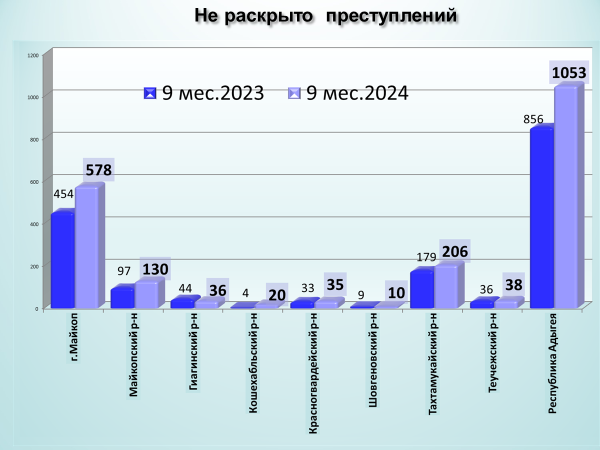 Не раскрыто преступлений
9 мес.2023 9 мес.2024
1200
1000
800
600
400
200
0
454 578
97 130
44 36
4 20
33 35
9 10
179 206
36 38
856 1053
г.Майкоп
Майкопский р-н
Гиагинский р-н
Кошехабльский р-н
Красногвардейский р-н
Шовгеновский р-н
Тахтамукайский р-н
Теучежский р-н
Республика Адыгея